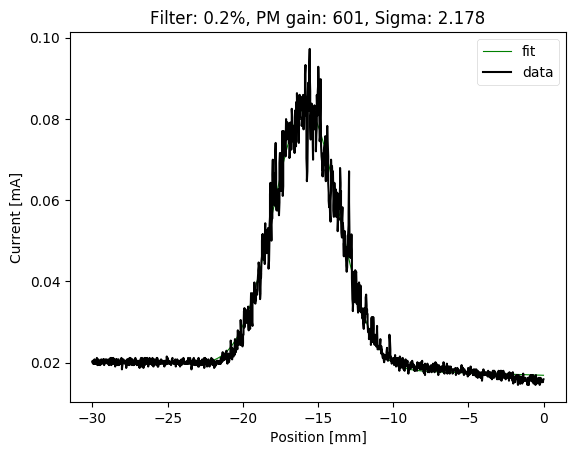 Filter: 0.2%, PM gain: 601, Sigma: 2.178
fit
data
0.10
0.08
0.06
0.04
0.02
Current [mA]
−30
−25
−20
−15
−10
−5
0
Position [mm]